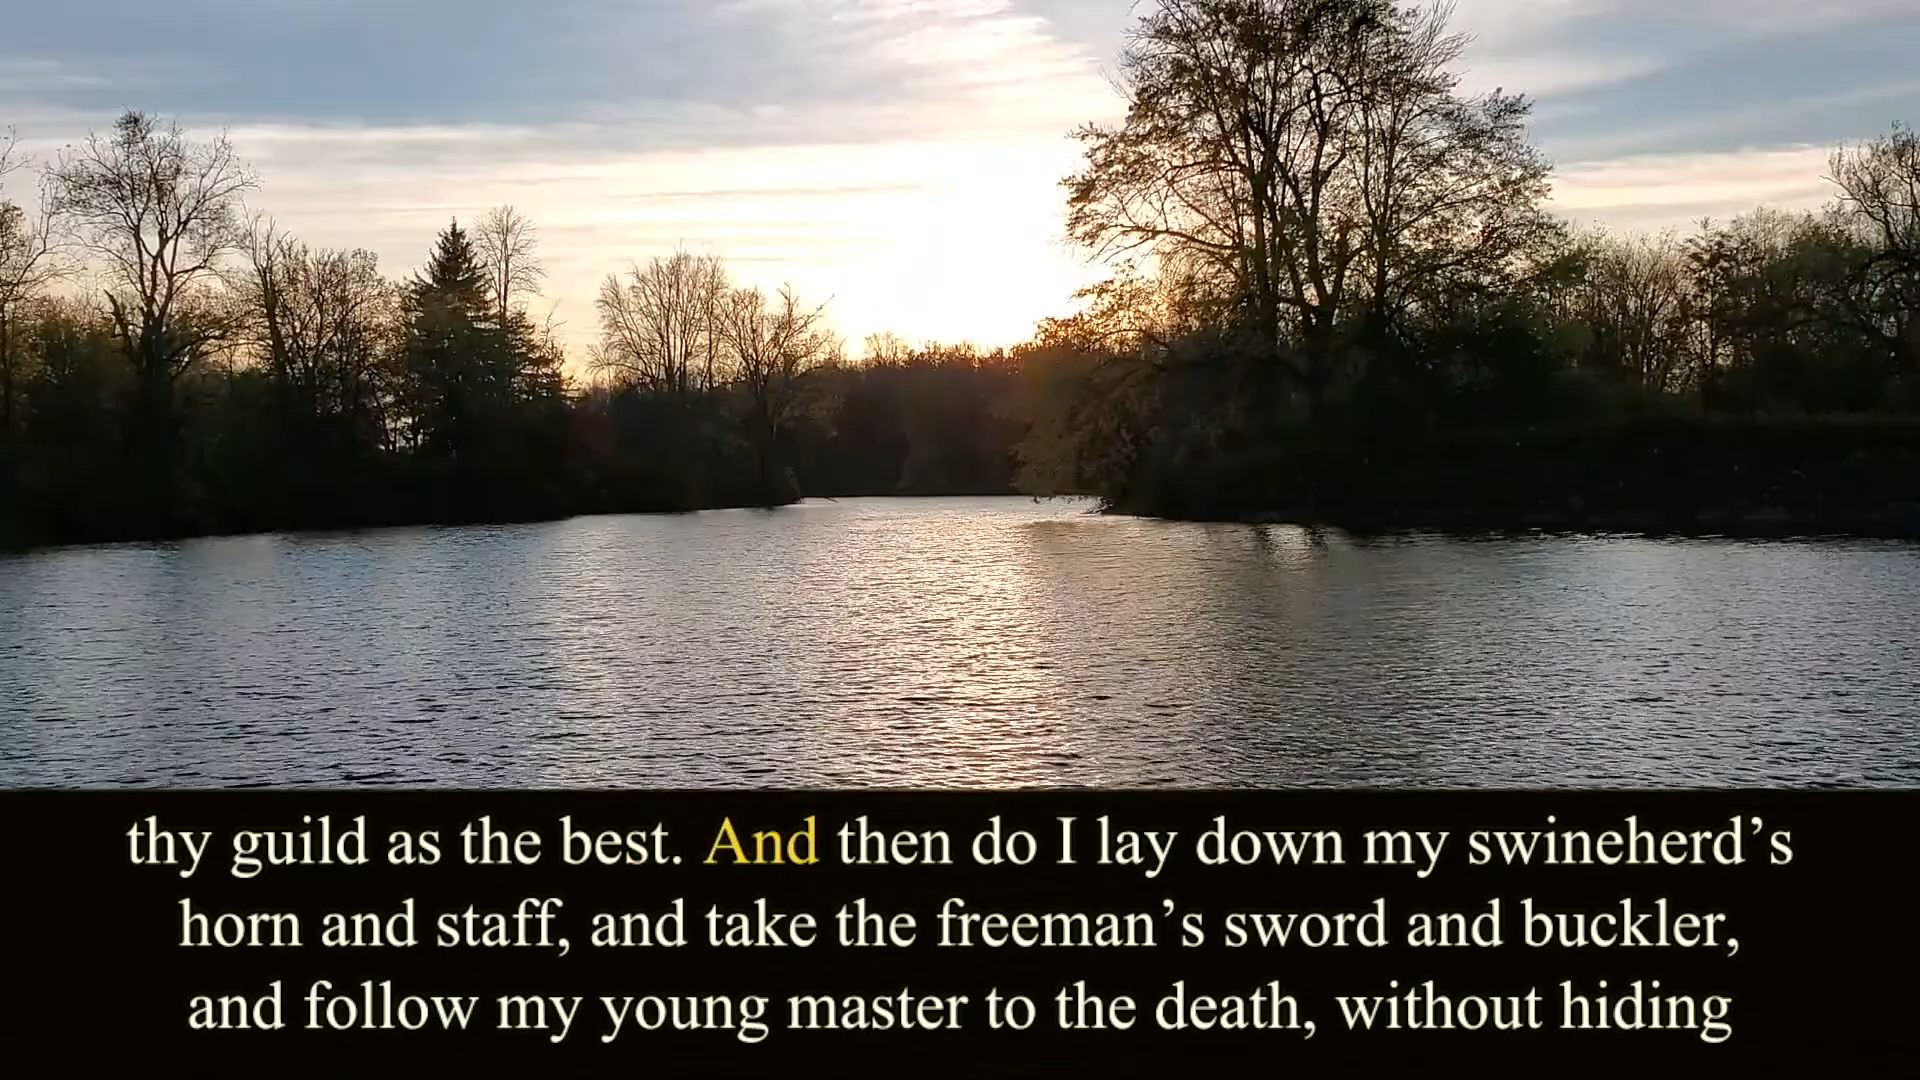 thy guild as the best. And then do I lay down my swineherd’s
horn and staff, and take the freeman’s sword and buckler,
and follow my young master to the death, without hiding